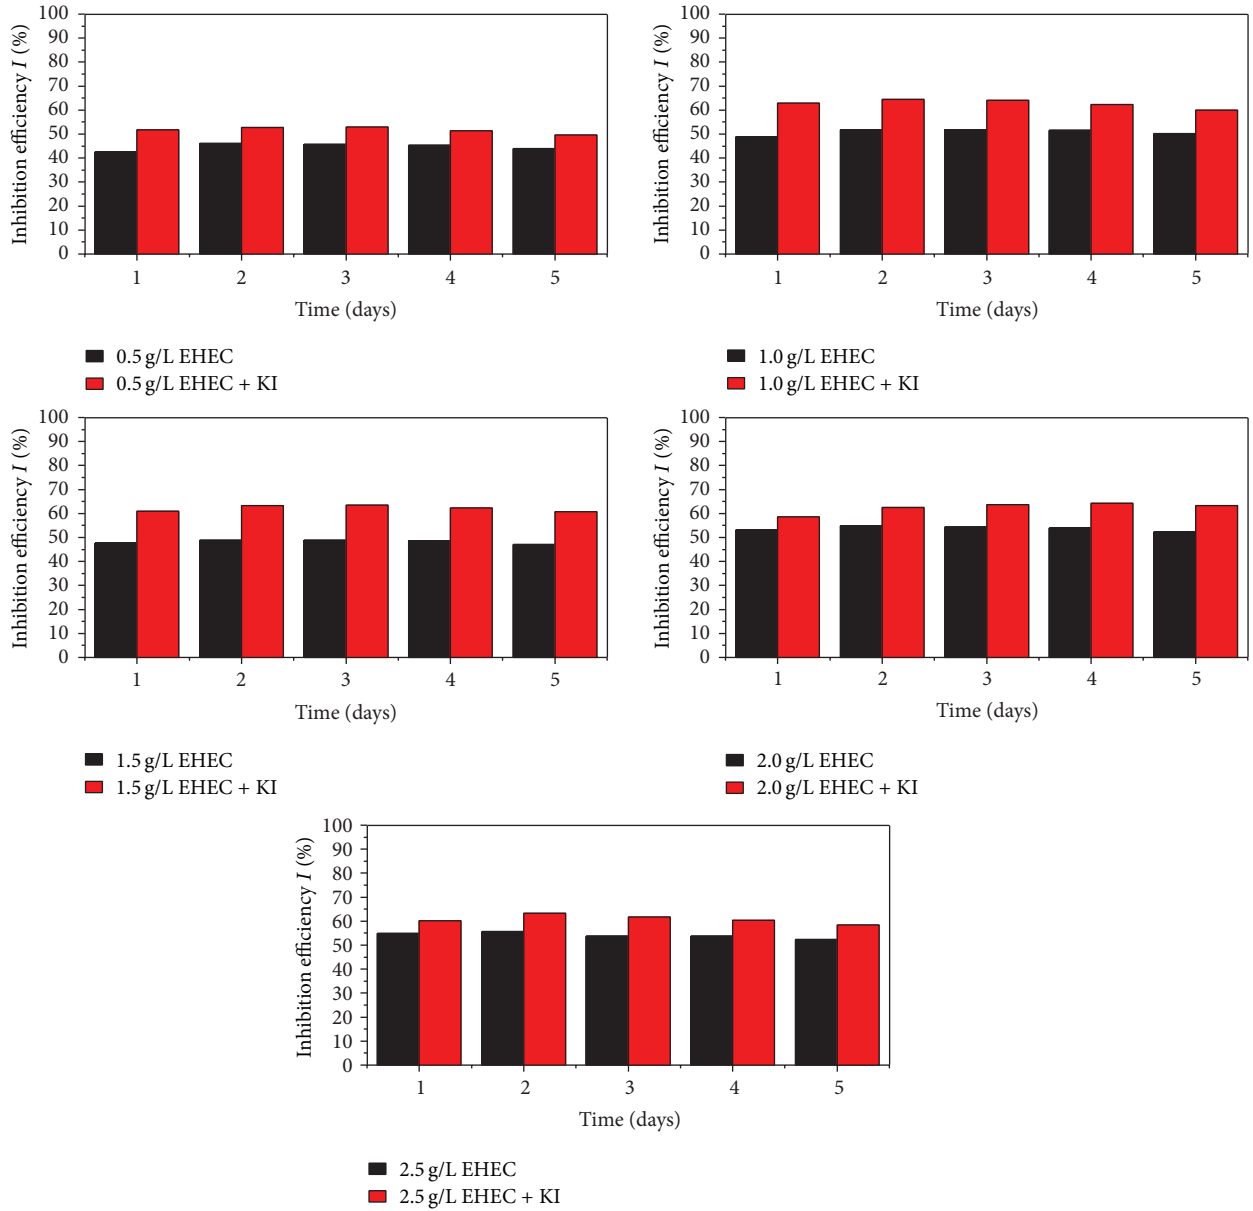 Inhibition efficiency I (%)
100
90
80
70
60
50
40
30
20
10
0
1 2 3 4 5
Time (days)
0.5 g/L EHEC
0.5 g/L EHEC + KI
Inhibition efficiency I (%)
100
90
80
70
60
50
40
30
20
10
0
1 2 3 4 5
Time (days)
1.0 g/L EHEC
1.0 g/L EHEC + KI
Inhibition efficiency I (%)
100
90
80
70
60
50
40
30
20
10
0
1 2 3 4 5
Time (days)
1.5 g/L EHEC
1.5 g/L EHEC + KI
Inhibition efficiency I (%)
100
90
80
70
60
50
40
30
20
10
0
1 2 3 4 5
Time (days)
2.0 g/L EHEC
2.0 g/L EHEC + KI
Inhibition efficiency I (%)
100
90
80
70
60
50
40
30
20
10
0
1 2 3 4 5
Time (days)
2.5 g/L EHEC
2.5 g/L EHEC + KI